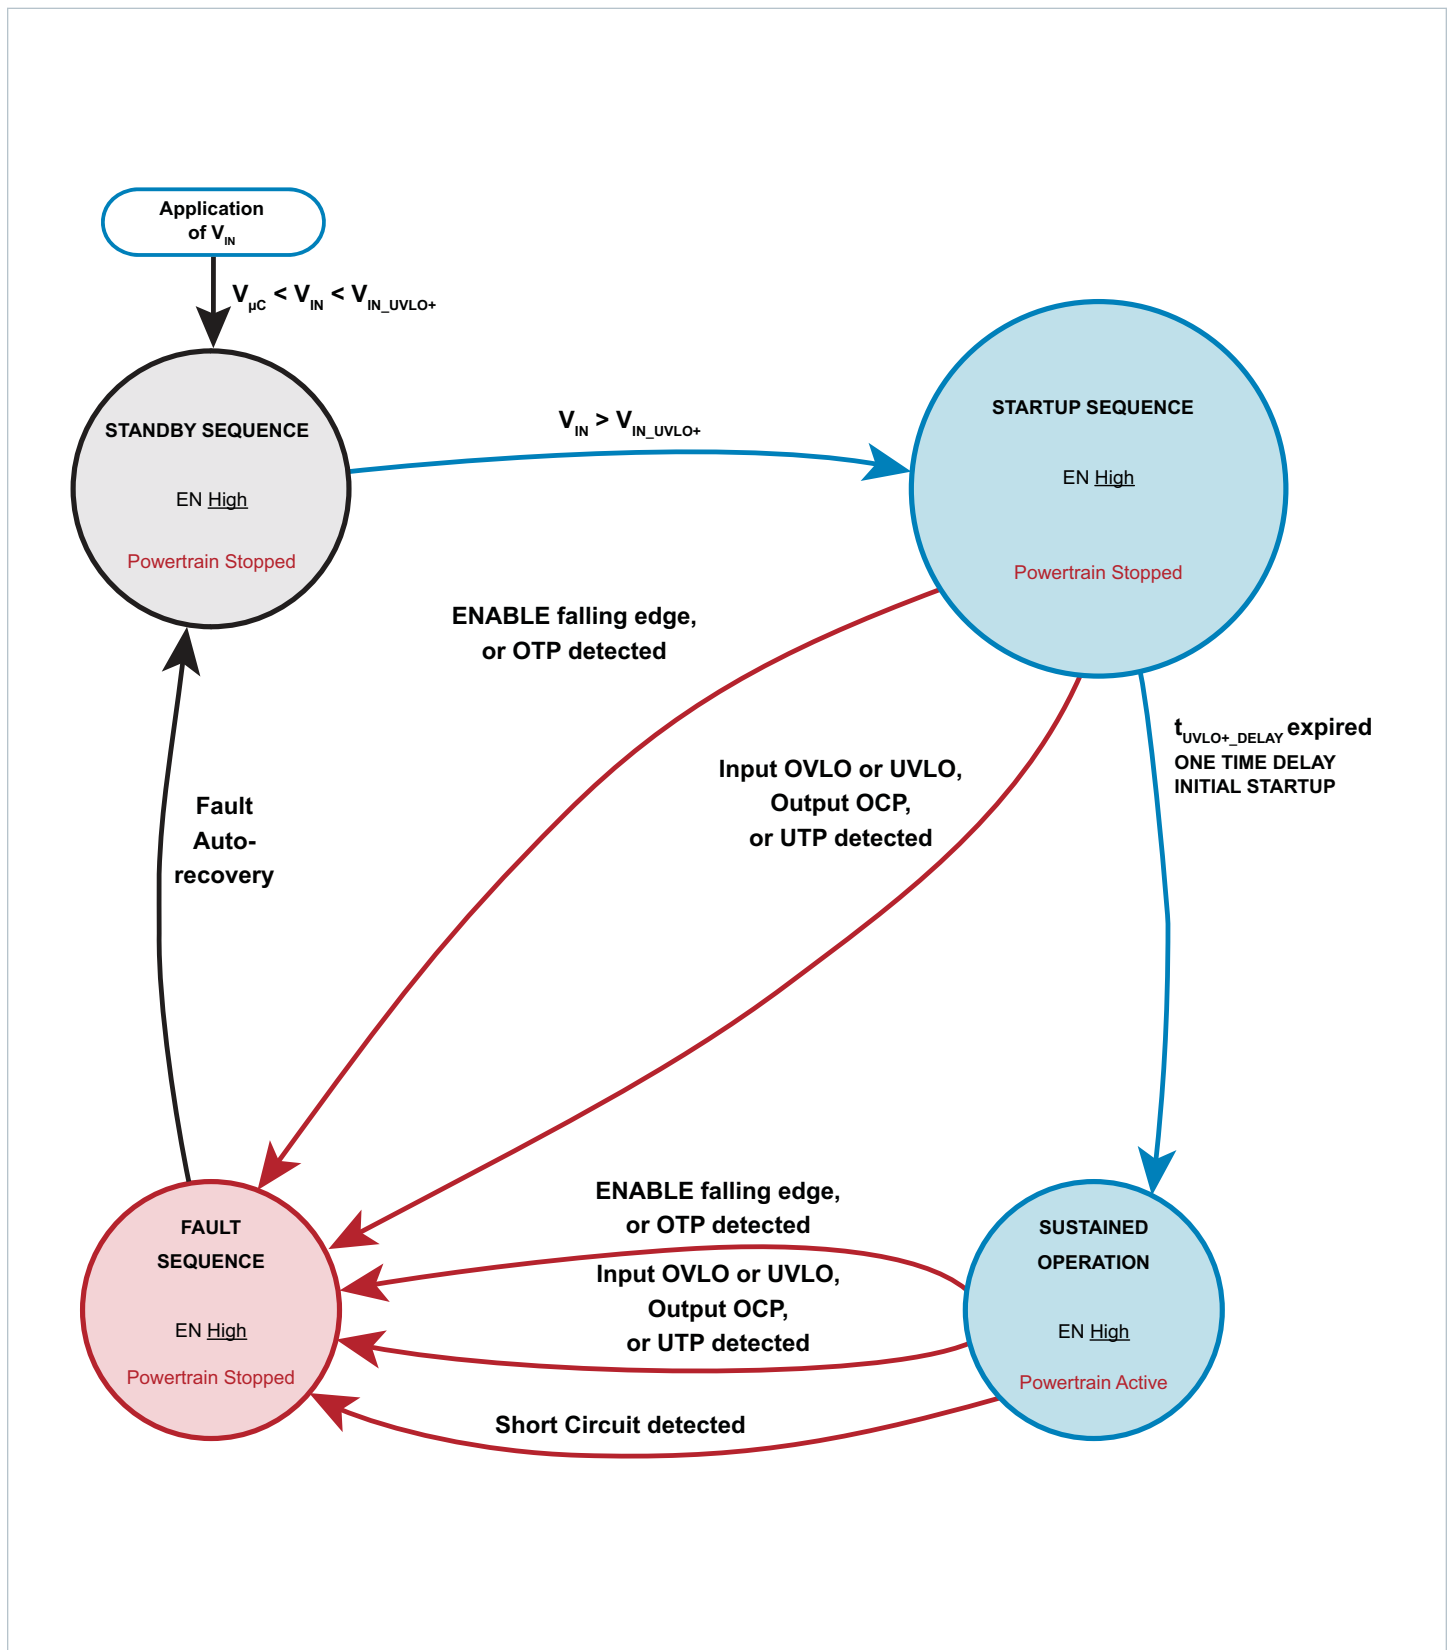 Application
of VIN
VµC < VIN < VIN_UVLO+
STANDBY SEQUENCE
EN High
Powertrain Stopped
VIN > VIN_UVLO+
STARTUP SEQUENCE
EN High
Powertrain Stopped
ENABLE falling edge,
or OTP detected
Input OVLO or UVLO,
Output OCP,
or UTP detected
tUVLO+_DELAY expired
ONE TIME DELAY
INITIAL STARTUP
Fault
Auto-
recovery
ENABLE falling edge,
or OTP detected
Input OVLO or UVLO,
Output OCP,
or UTP detected
Short Circuit detected
FAULT
SEQUENCE
EN High
Powertrain Stopped
SUSTAINED
OPERATION
EN High
Powertrain Active